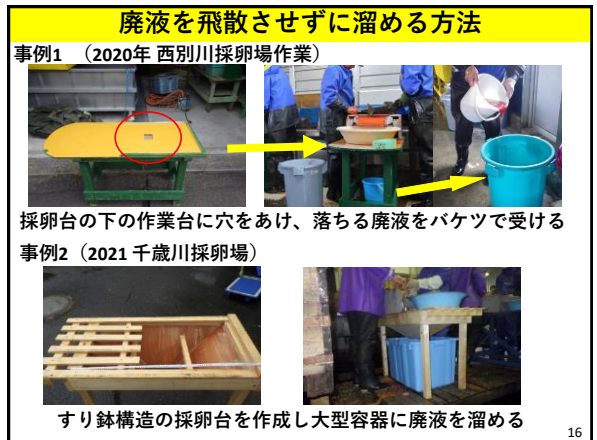 廃液を飛散させずに溜める方法
事例1 （2020年 西別川採卵場作業）
採卵台の下の作業台に穴をあけ、落ちる廃液をバケツで受ける
事例2（2021 千歳川採卵場）
すり鉢構造の採卵台を作成し大型容器に廃液を溜める
16